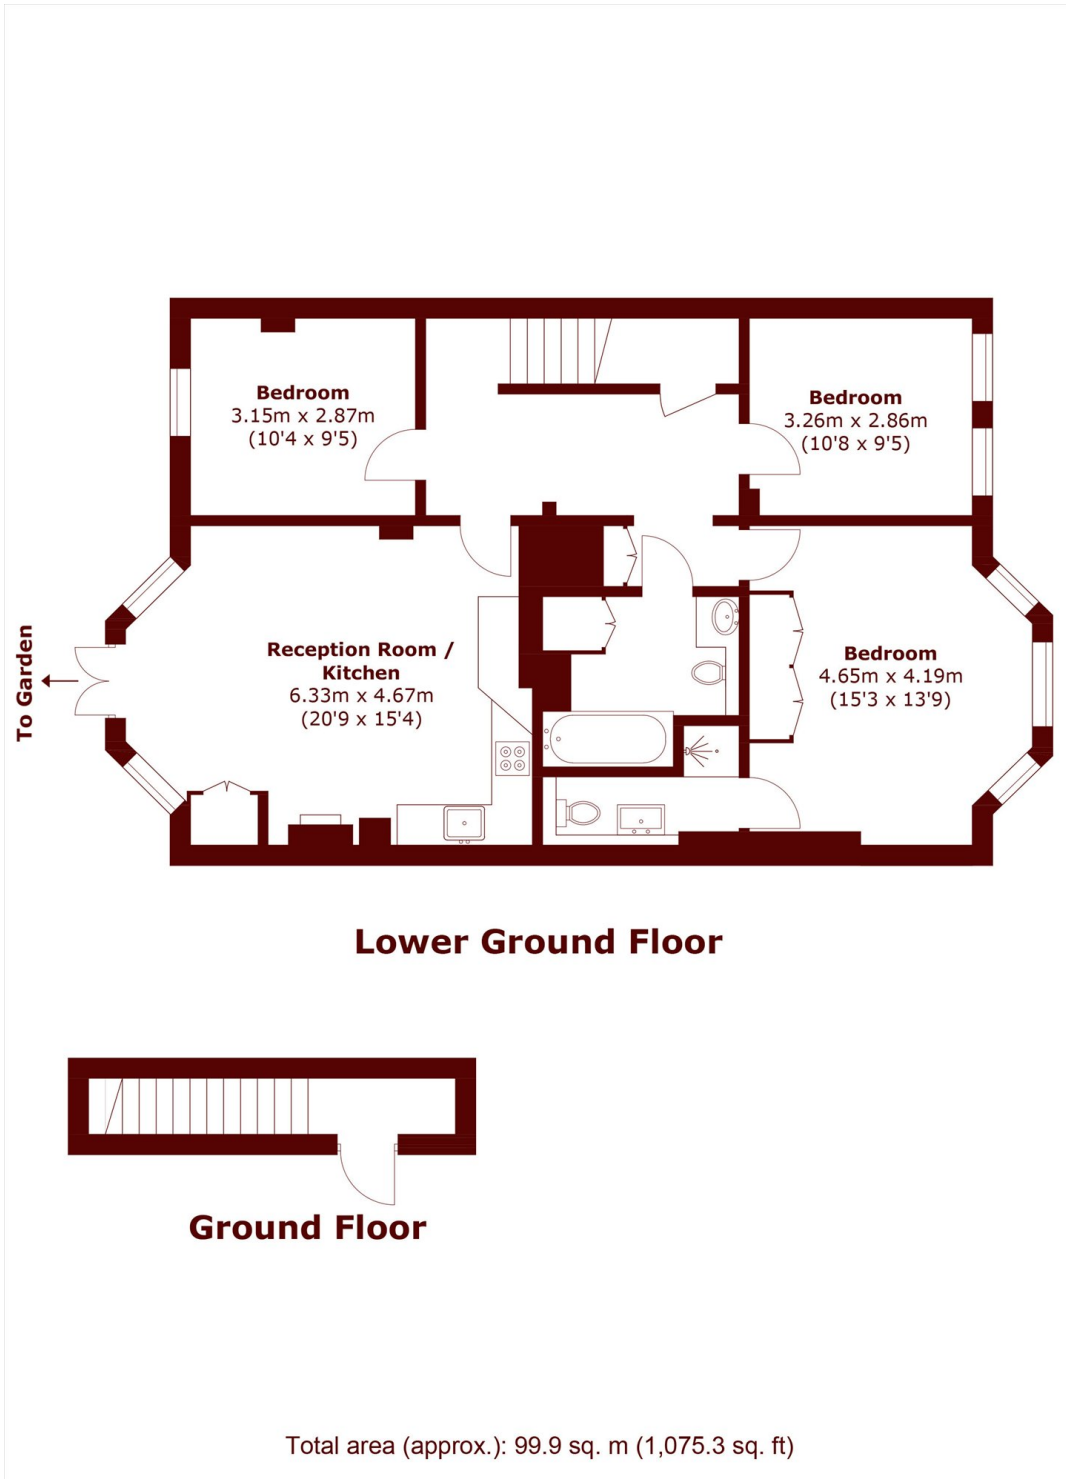 Bedroom
3.15m x 2.87m
(10'4 x 9'5)
Bedroom
3.26m x 2.86m
(10'8 x 9'5)
To Garden
Reception Room /
Kitchen
6.33m x 4.67m
(20'9 x 15'4)
Bedroom
4.65m x 4.19m
(15'3 x 13'9)
Lower Ground Floor
Ground Floor
Total area (approx.): 99.9 sq. m (1,075.3 sq. ft)